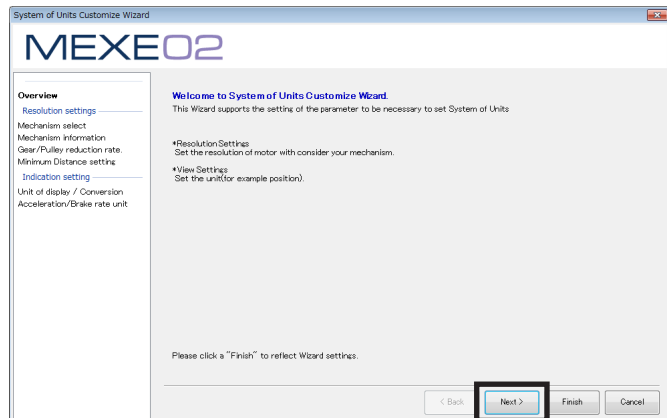 System of Units Customize Wizard
MEXE02
Overview
Resolution settings
Mechanism select
Mechanism information
Gear/Pulley reduction rate.
Minimum Distance setting
Indication setting
Unit of display / Conversion
Acceleration/Brake rate unit
Welcome to System of Units Customize Wizard.
This Wizard supports the setting of the parameter to be necessary to set System of Units
*Resolution Settings
Set the resolution of motor with consider your mechanism.
*View Settings
Set the unit(for example position).
Please click a "Finish" to reflect Wizard settings.
< Back
Next >
Finish
Cancel